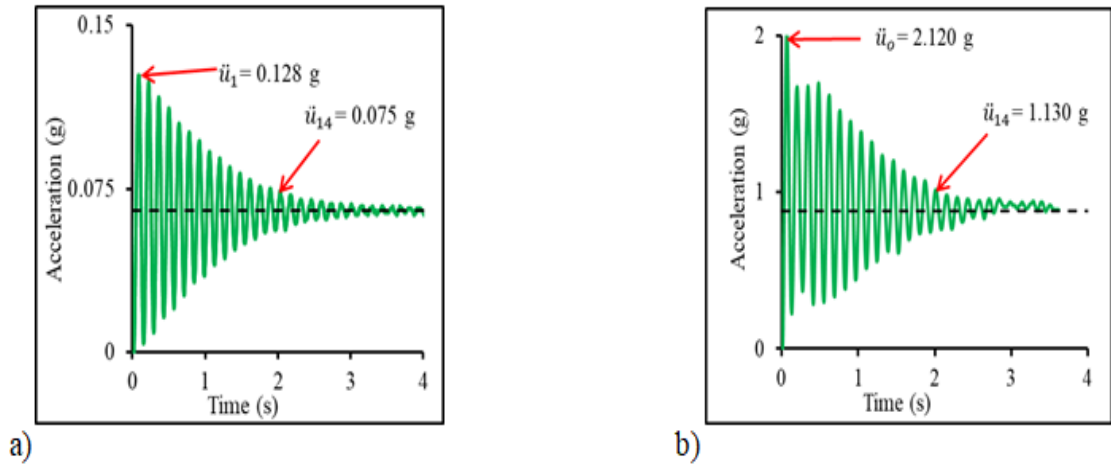 0.15
0.075
0
Acceleration (g)
ü₁= 0.128 g
ü₁₄= 0.075 g
0 1 2 3 4
Time (s)
a)
2
1
0
Acceleration (g)
üₒ= 2.120 g
ü₁₄= 1.130 g
0 1 2 3 4
Time (s)
b)